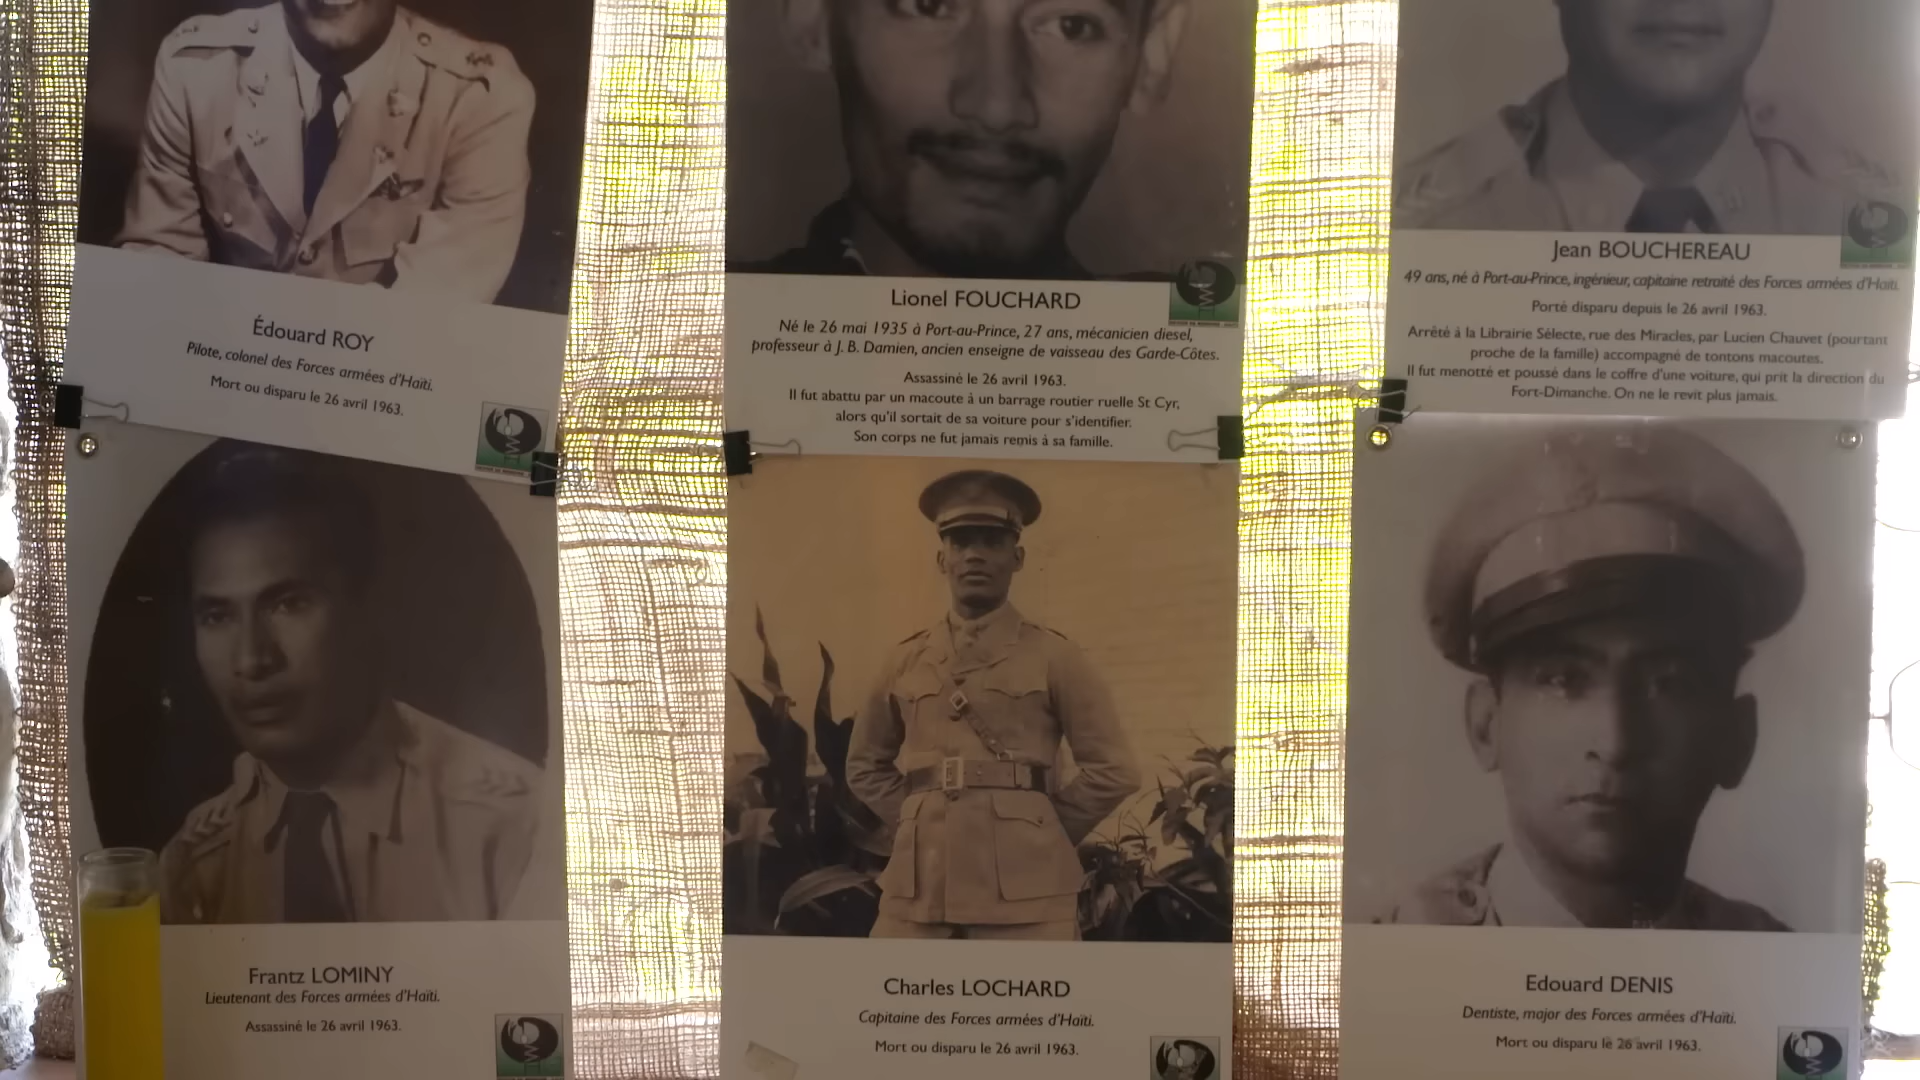 Édouard ROY
Pilote, colonel des Forces armées d'Haïti.
Mort ou disparu le 26 avril 1963.
Lionel FOUCHARD
Né le 26 mai 1935 à Port-au-Prince, 27 ans, mécanicien diesel,
professeur à J. B. Damien, ancien enseigne de vaisseau des Garde-Côtes.
Assassiné le 26 avril 1963.
Il fut abattu par un macoute à un barrage routier ruelle St Cyr,
alors qu'il sortait de sa voiture pour s'identifier.
Son corps ne fut jamais remis à sa famille.
Jean BOUCHEREAU
49 ans, né à Port-au-Prince, ingénieur, capitaine retraité des Forces armées d'Haïti.
Porté disparu depuis le 26 avril 1963.
Arrêté à la Librairie Sélecte, rue des Miracles, par Lucien Chauvet (pourtant
proche de la famille) accompagné de tontons macoutes.
Il fut menotté et poussé dans le coffre d'une voiture, qui prit la direction du
Fort-Dimanche. On ne le revit plus jamais.
Frantz LOMINY
Lieutenant des Forces armées d'Haïti.
Assassiné le 26 avril 1963.
Charles LOCHARD
Capitaine des Forces armées d'Haïti.
Mort ou disparu le 26 avril 1963.
Edouard DENIS
Dentiste, major des Forces armées d'Haïti.
Mort ou disparu le 26 avril 1963.